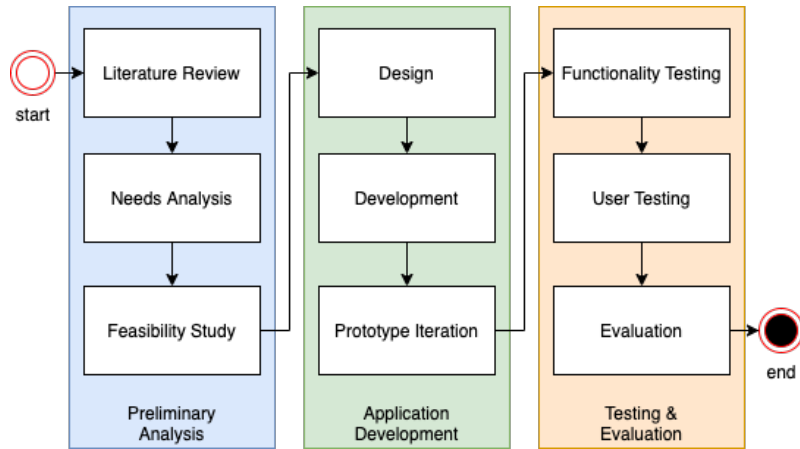 start
Literature Review
Needs Analysis
Feasibility Study
Preliminary
Analysis
Design
Development
Prototype Iteration
Application
Development
Functionality Testing
User Testing
Evaluation
Testing &
Evaluation
end